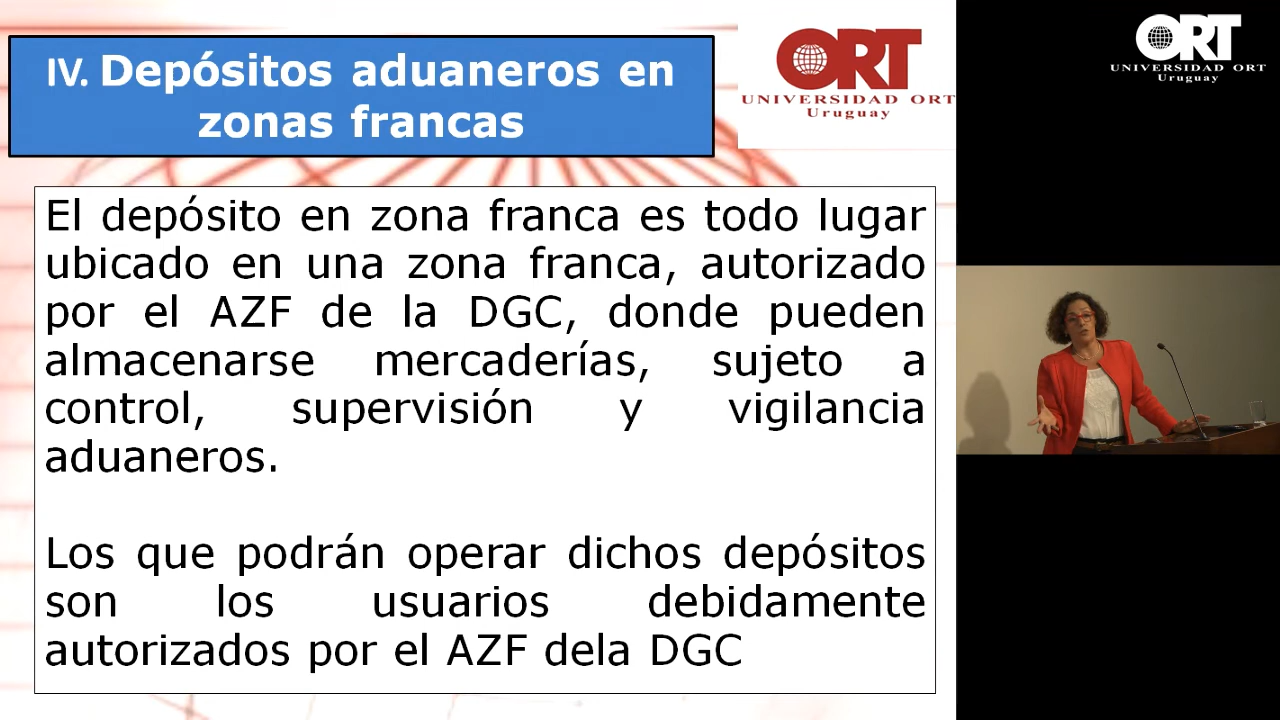 IV. Depósitos aduaneros en
zonas francas
ORT
UNIVERSIDAD ORT
Uruguay
El depósito en zona franca es todo lugar
ubicado en una zona franca, autorizado
por el AZF de la DGC, donde pueden
almacenarse mercaderías, sujeto a
control, supervisión y vigilancia
aduaneros.
Los que podrán operar dichos depósitos
son los usuarios debidamente
autorizados por el AZF dela DGC
ORT
UNIVERSIDAD ORT
Uruguay